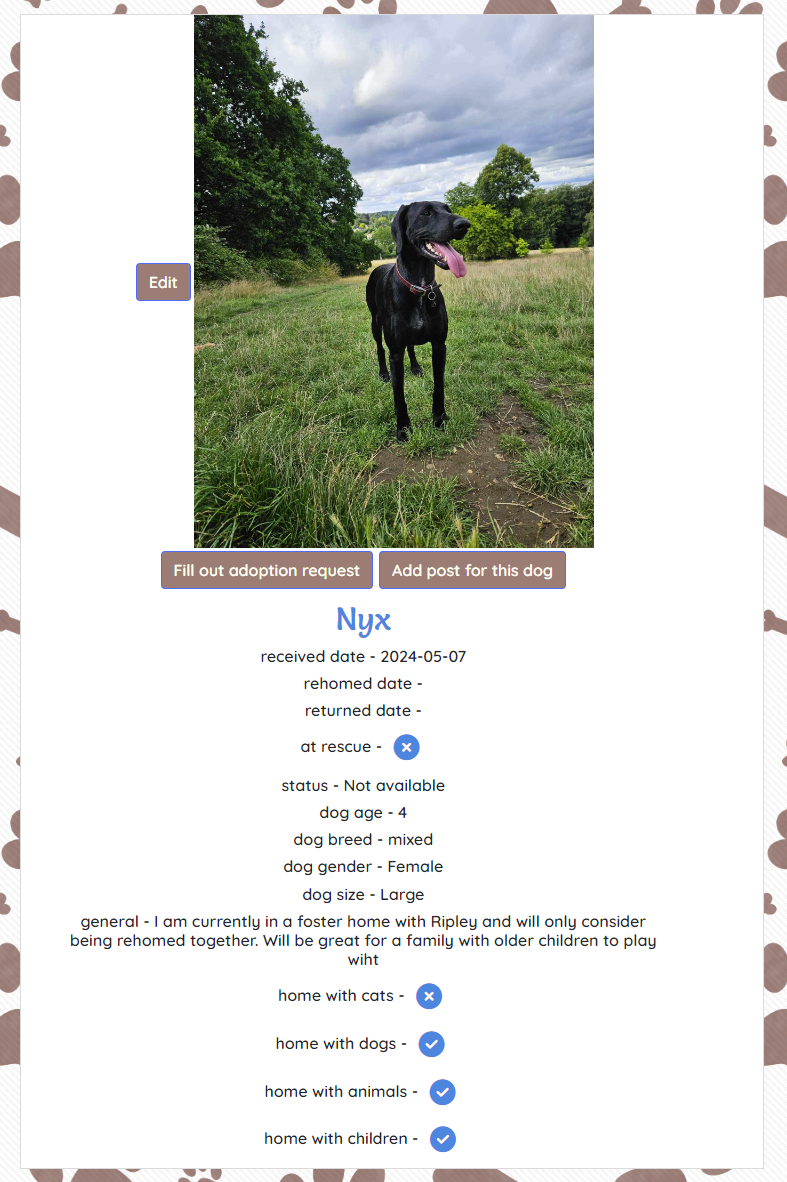 Edit
Fill out adoption request
Add post for this dog
Nyx
received date - 2024-05-07
rehomed date -
returned date -
at rescue -
status - Not available
dog age - 4
dog breed - mixed
dog gender - Female
dog size - Large
general - I am currently in a foster home with Ripley and will only consider
being rehomed together. Will be great for a family with older children to play
wiht
home with cats -
home with dogs -
home with animals -
home with children -